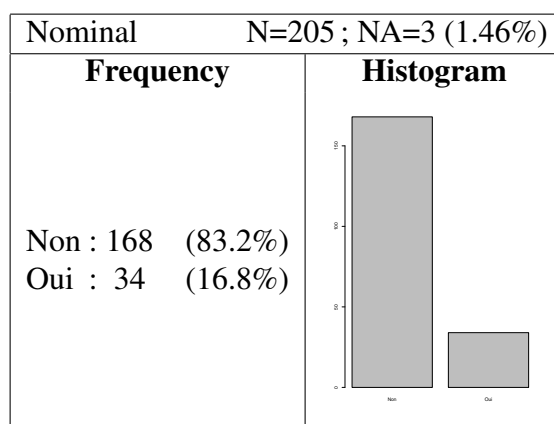 Nominal N=205 ; NA=3 (1.46%)
Frequency Histogram
Non : 168 (83.2%)
Oui : 34 (16.8%)
150
100
50
0
Non Oui